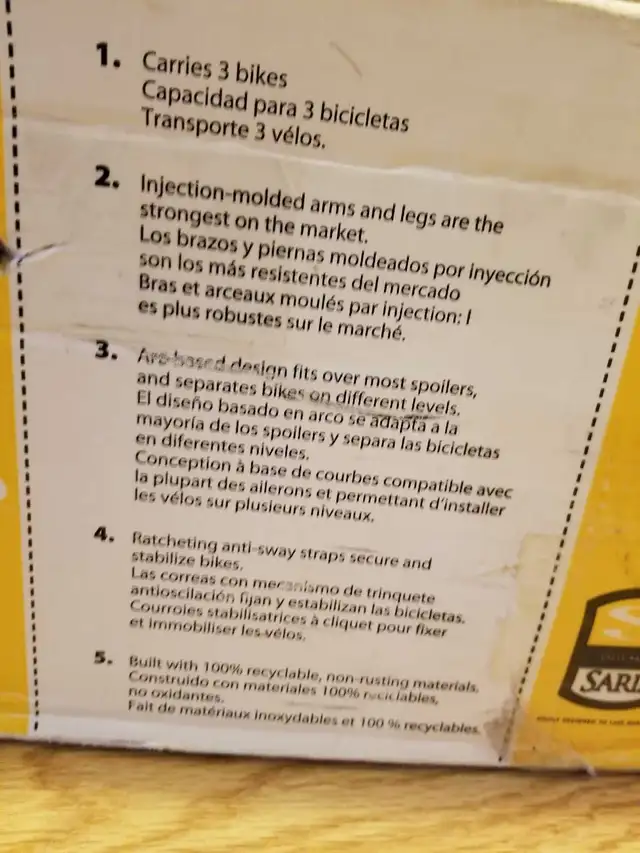 1. Carries 3 bikes
Capacidad para 3 bicicletas
Transporte 3 vélos.
2. Injection-molded arms and legs are the
strongest on the market.
Los brazos y piernas moldeados por inyección
son los más resistentes del mercado
Bras et arceaux moulés par injection: l
es plus robustes sur le marché.
3. Arc-based design fits over most spoilers,
and separates bikes on different levels.
El diseño basado en arco se adapta a la
mayoría de los spoilers y separa las bicicletas
en diferentes niveles.
Conception à base de courbes compatible avec
la plupart des ailerons et permettant d'installer
les vélos sur plusieurs niveaux.
4. Ratcheting anti-sway straps secure and
stabilize bikes.
Las correas con mecanismo de trinquete
antioscilación fijan y estabilizan las bicicletas.
Courroies stabilisatrices à cliquet pour fixer
et immobiliser les vélos.
5. Built with 100% recyclable, non-rusting materials.
Construido con materiales 100% reciclables,
no oxidantes.
Fait de matériaux inoxydables et 100 % recyclables.
SARI